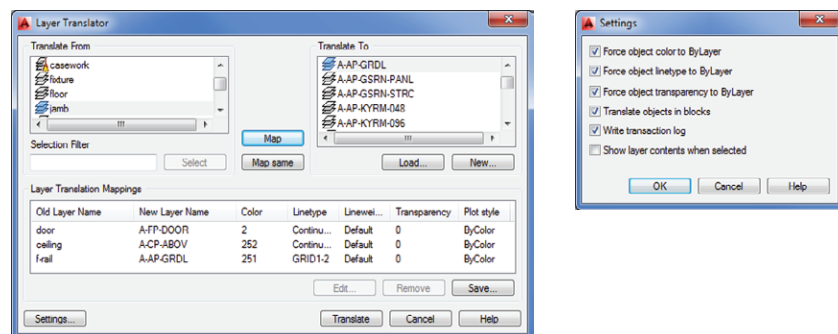 Layer Translator
Translate From
casework
fixture
floor
jamb
Selection Filter
Select
Map
Map same
Translate To
A-AP-GRDL
A-AP-GSRN-PANL
A-AP-GSRN-STRC
A-AP-KYRM-048
A-AP-KYRM-096
Load...
New...
Layer Translation Mappings
Old Layer Name New Layer Name Color Linetype Linewei... Transparency Plot style
door A-FP-DOOR 2 Continu... Default 0 ByColor
ceiling A-CP-ABOV 252 Continu... Default 0 ByColor
f-rail A-AP-GRDL 251 GRID1-2 Default 0 ByColor
Edit... Remove Save...
Settings... Translate Cancel Help
Settings
Force object color to ByLayer
Force object linetype to ByLayer
Force object transparency to ByLayer
Translate objects in blocks
Write transaction log
Show layer contents when selected
OK Cancel Help